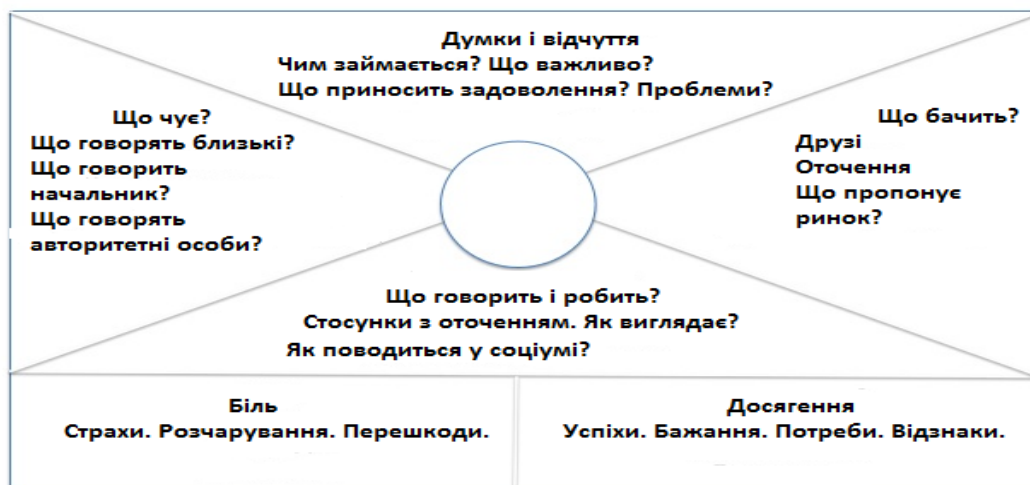 Думки і відчуття
Чим займається? Що важливо?
Що приносить задоволення? Проблеми?
Що чує?
Що говорять близькі?
Що говорить
начальник?
Що говорять
авторитетні особи?
Що бачить?
Друзі
Оточення
Що пропонує
ринок?
Що говорить і робить?
Стосунки з оточенням. Як виглядає?
Як поводиться у соціумі?
Біль
Страхи. Розчарування. Перешкоди.
Досягення
Успіхи. Бажання. Потреби. Відзнаки.